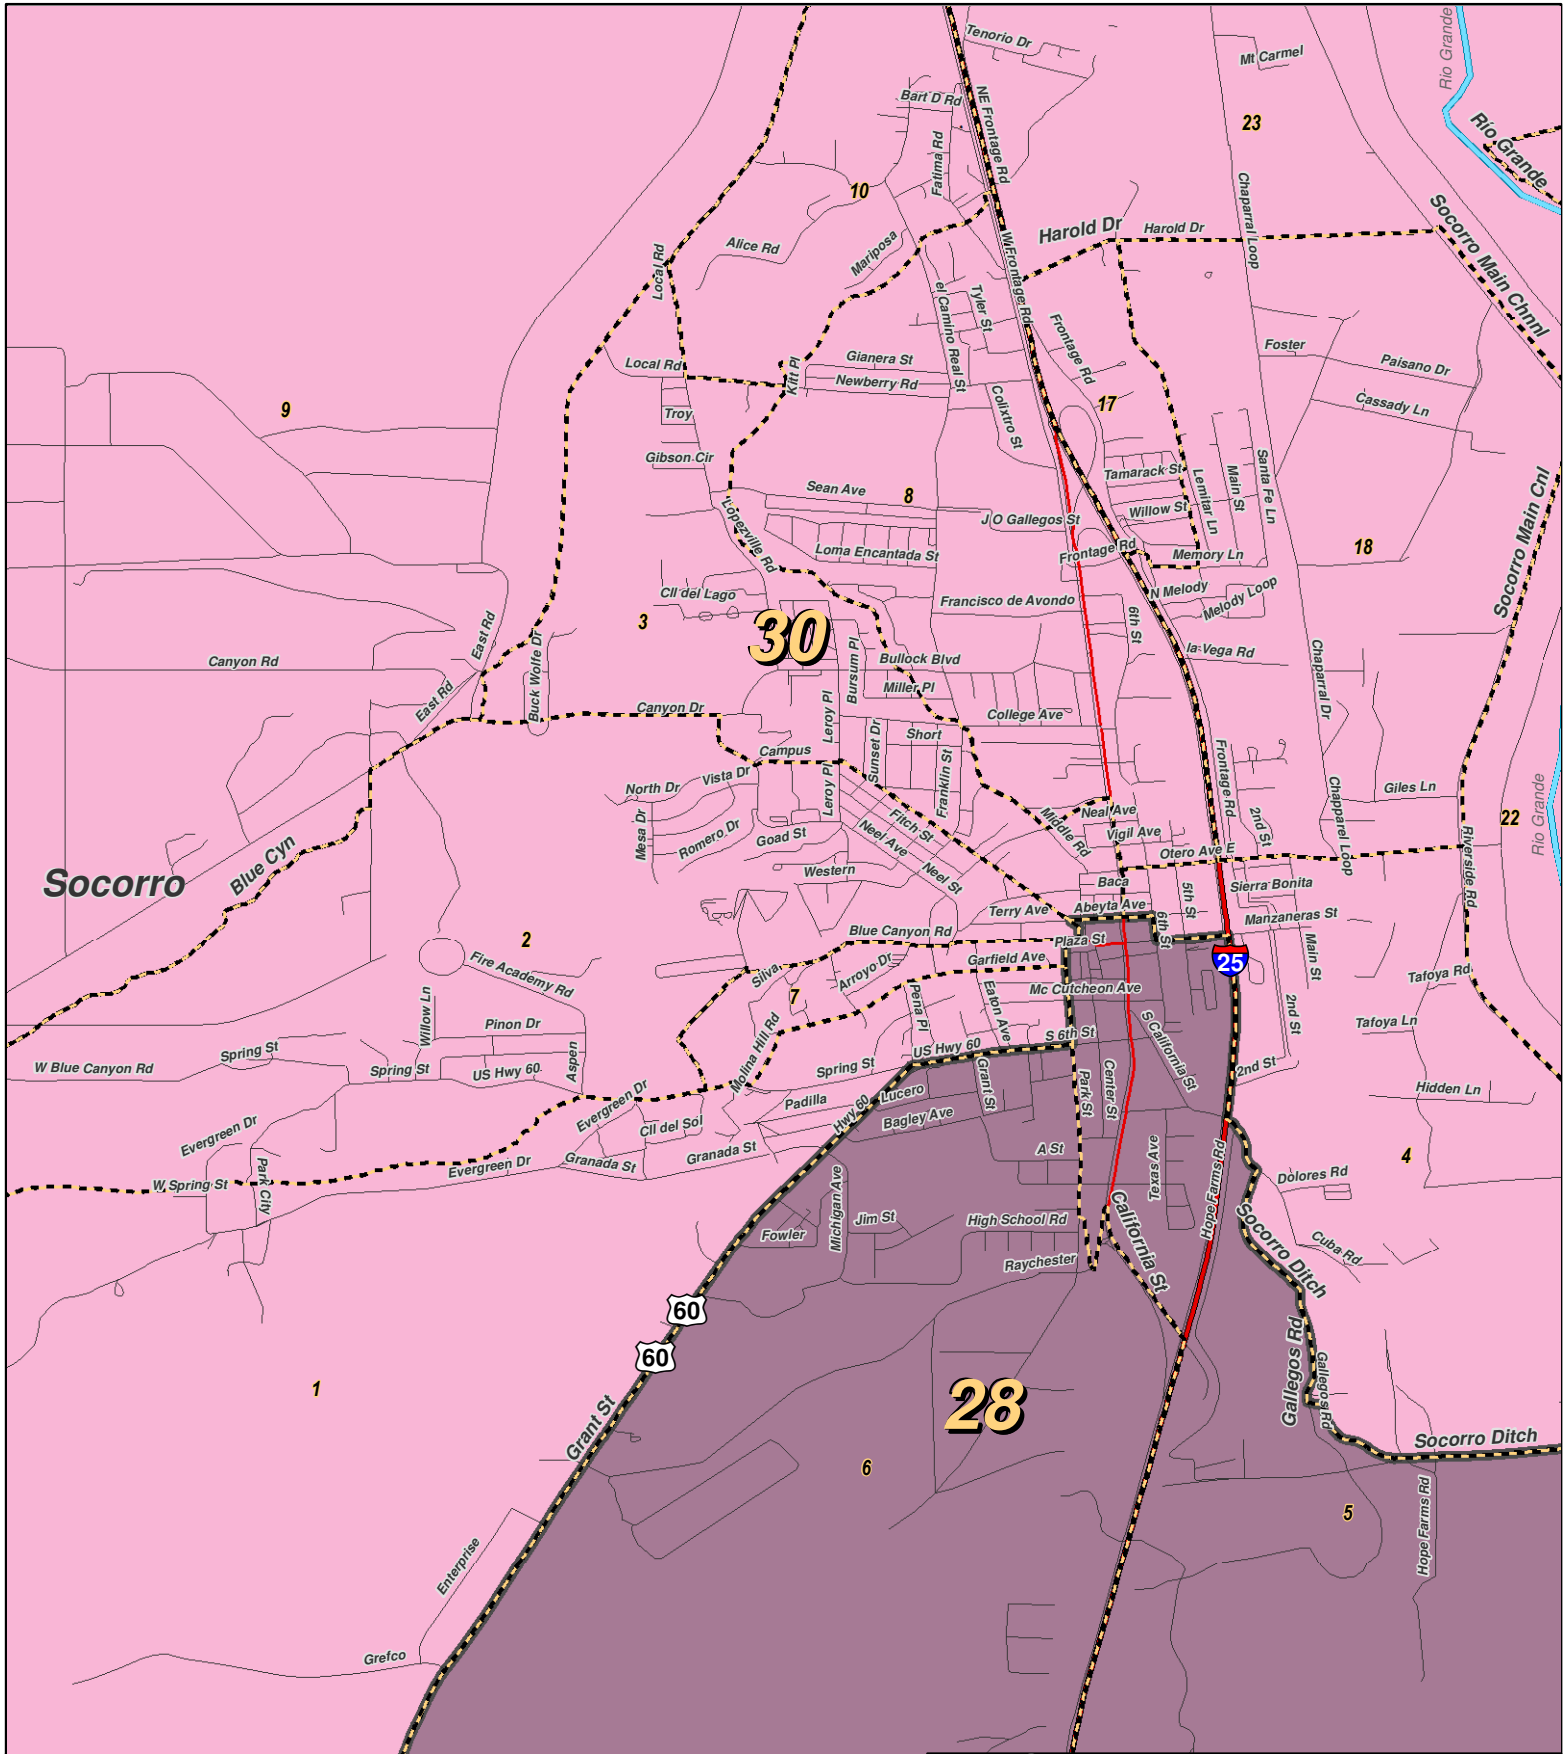 Tenorio Dr
Mt Carmel
Rio Grande
Bart D Rd
NE Frontage Rd
23
Rio Grande
Fatima Rd
10
Chaparral Loop
Socorro Main Chnnl
Harold Dr
Harold Dr
Alice Rd
Mariposa
W Frontage Rd
Local Rd
el Camino Real St
Tyler St
Frontage Rd
Foster
Paisano Dr
Local Rd
Kitt Pl
Gianera St
Newberry Rd
Cassady Ln
9
Troy
Colixtro St
17
Gibson Cir
Tamarack St
Lemitar Ln
Main St
Santa Fe Ln
Socorro Main Cnl
Sean Ave
8
Lopezville Rd
J O Gallegos St
Willow St
Loma Encantada St
Frontage Rd
Memory Ln
18
Cll del Lago
N Melody
Melody Loop
3
30
Francisco de Avondo
6th St
East Rd
Buck Wolfe Dr
Canyon Rd
Bursum Pl
Bullock Blvd
la Vega Rd
Chaparral Dr
Miller Pl
East Rd
Canyon Dr
Leroy Pl
College Ave
Short
Campus
Sunset Dr
Franklin St
Frontage Rd
Vista Dr
North Dr
Leroy Pl
Giles Ln
Chapparel Loop
Mesa Dr
Romero Dr
Goad St
Fitch St
Neel Ave
Middle Rd
Neal Ave
Vigil Ave
2nd St
22
Rio Grande
Otero Ave E
Riverside Rd
Blue Cyn
Socorro
Western
Neel St
Baca
5th St
Sierra Bonita
Terry Ave
Abeyta Ave
6th St
Manzaneras St
Blue Canyon Rd
Plaza St
Main St
2
25
Fire Academy Rd
Silva
Arroyo Dr
Garfield Ave
Tafoya Rd
7
Mc Cutcheon Ave
Willow Ln
Pinon Dr
Pena Pl
Eaton Ave
S California St
2nd St
Tafoya Ln
Molina Hill Rd
S 6th St
Spring St
US Hwy 60
W Blue Canyon Rd
Spring St
US Hwy 60
Aspen
Spring St
Grant St
Park St
Center St
2nd St
Hidden Ln
Evergreen Dr
Padilla
Hwy 60
Lucero
Bagley Ave
Evergreen Dr
Cll del Sol
A St
Texas Ave
Hope Farms Rd
4
Park City
Evergreen Dr
Granada St
Granada St
W Spring St
Dolores Rd
Michigan Ave
California St
Socorro Ditch
Jim St
High School Rd
Fowler
Cuba Rd
Raychester
60
60
Gallegos Rd
Gallegos Rd
1
28
Grant St
Socorro Ditch
6
5
Hope Farms Rd
Enterprise
Grefco